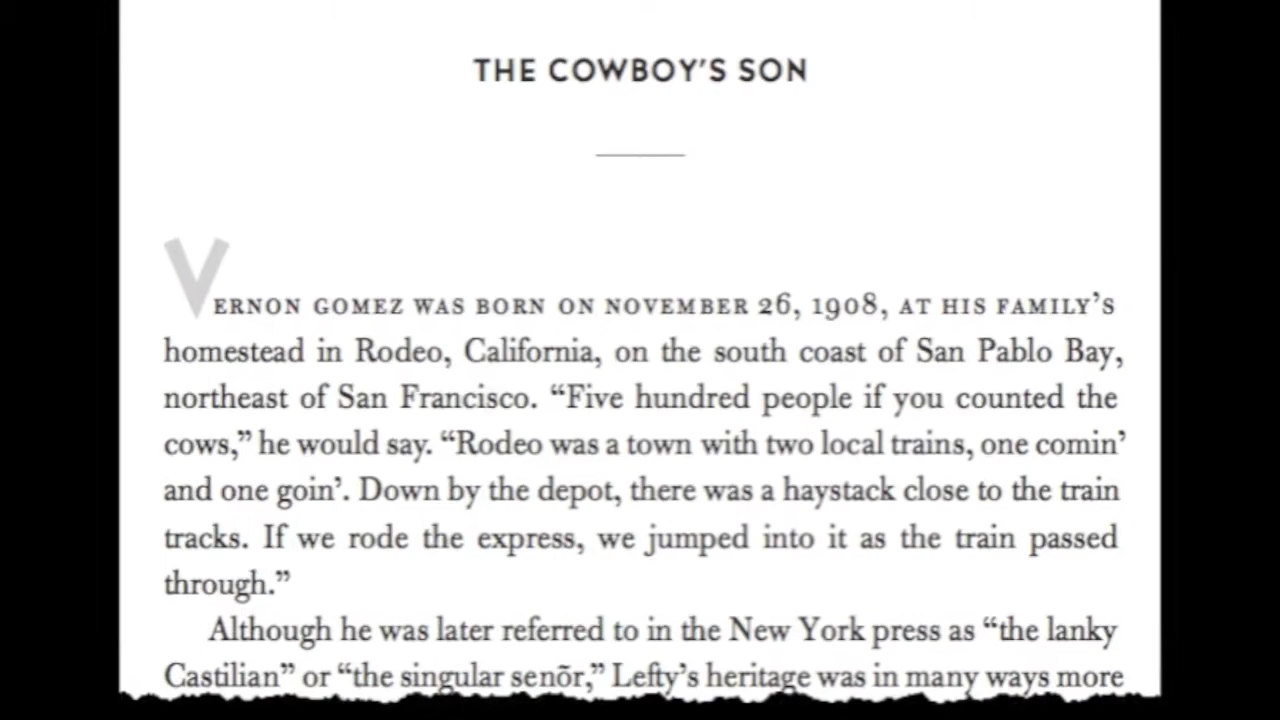 THE COWBOY'S SON
VERNON GOMEZ WAS BORN ON NOVEMBER 26, 1908, AT HIS FAMILY'S
homestead in Rodeo, California, on the south coast of San Pablo Bay,
northeast of San Francisco. “Five hundred people if you counted the
cows,” he would say. “Rodeo was a town with two local trains, one comin’
and one goin’. Down by the depot, there was a haystack close to the train
tracks. If we rode the express, we jumped into it as the train passed
through.”
Although he was later referred to in the New York press as “the lanky
Castilian” or “the singular senõr,” Lefty’s heritage was in many ways more